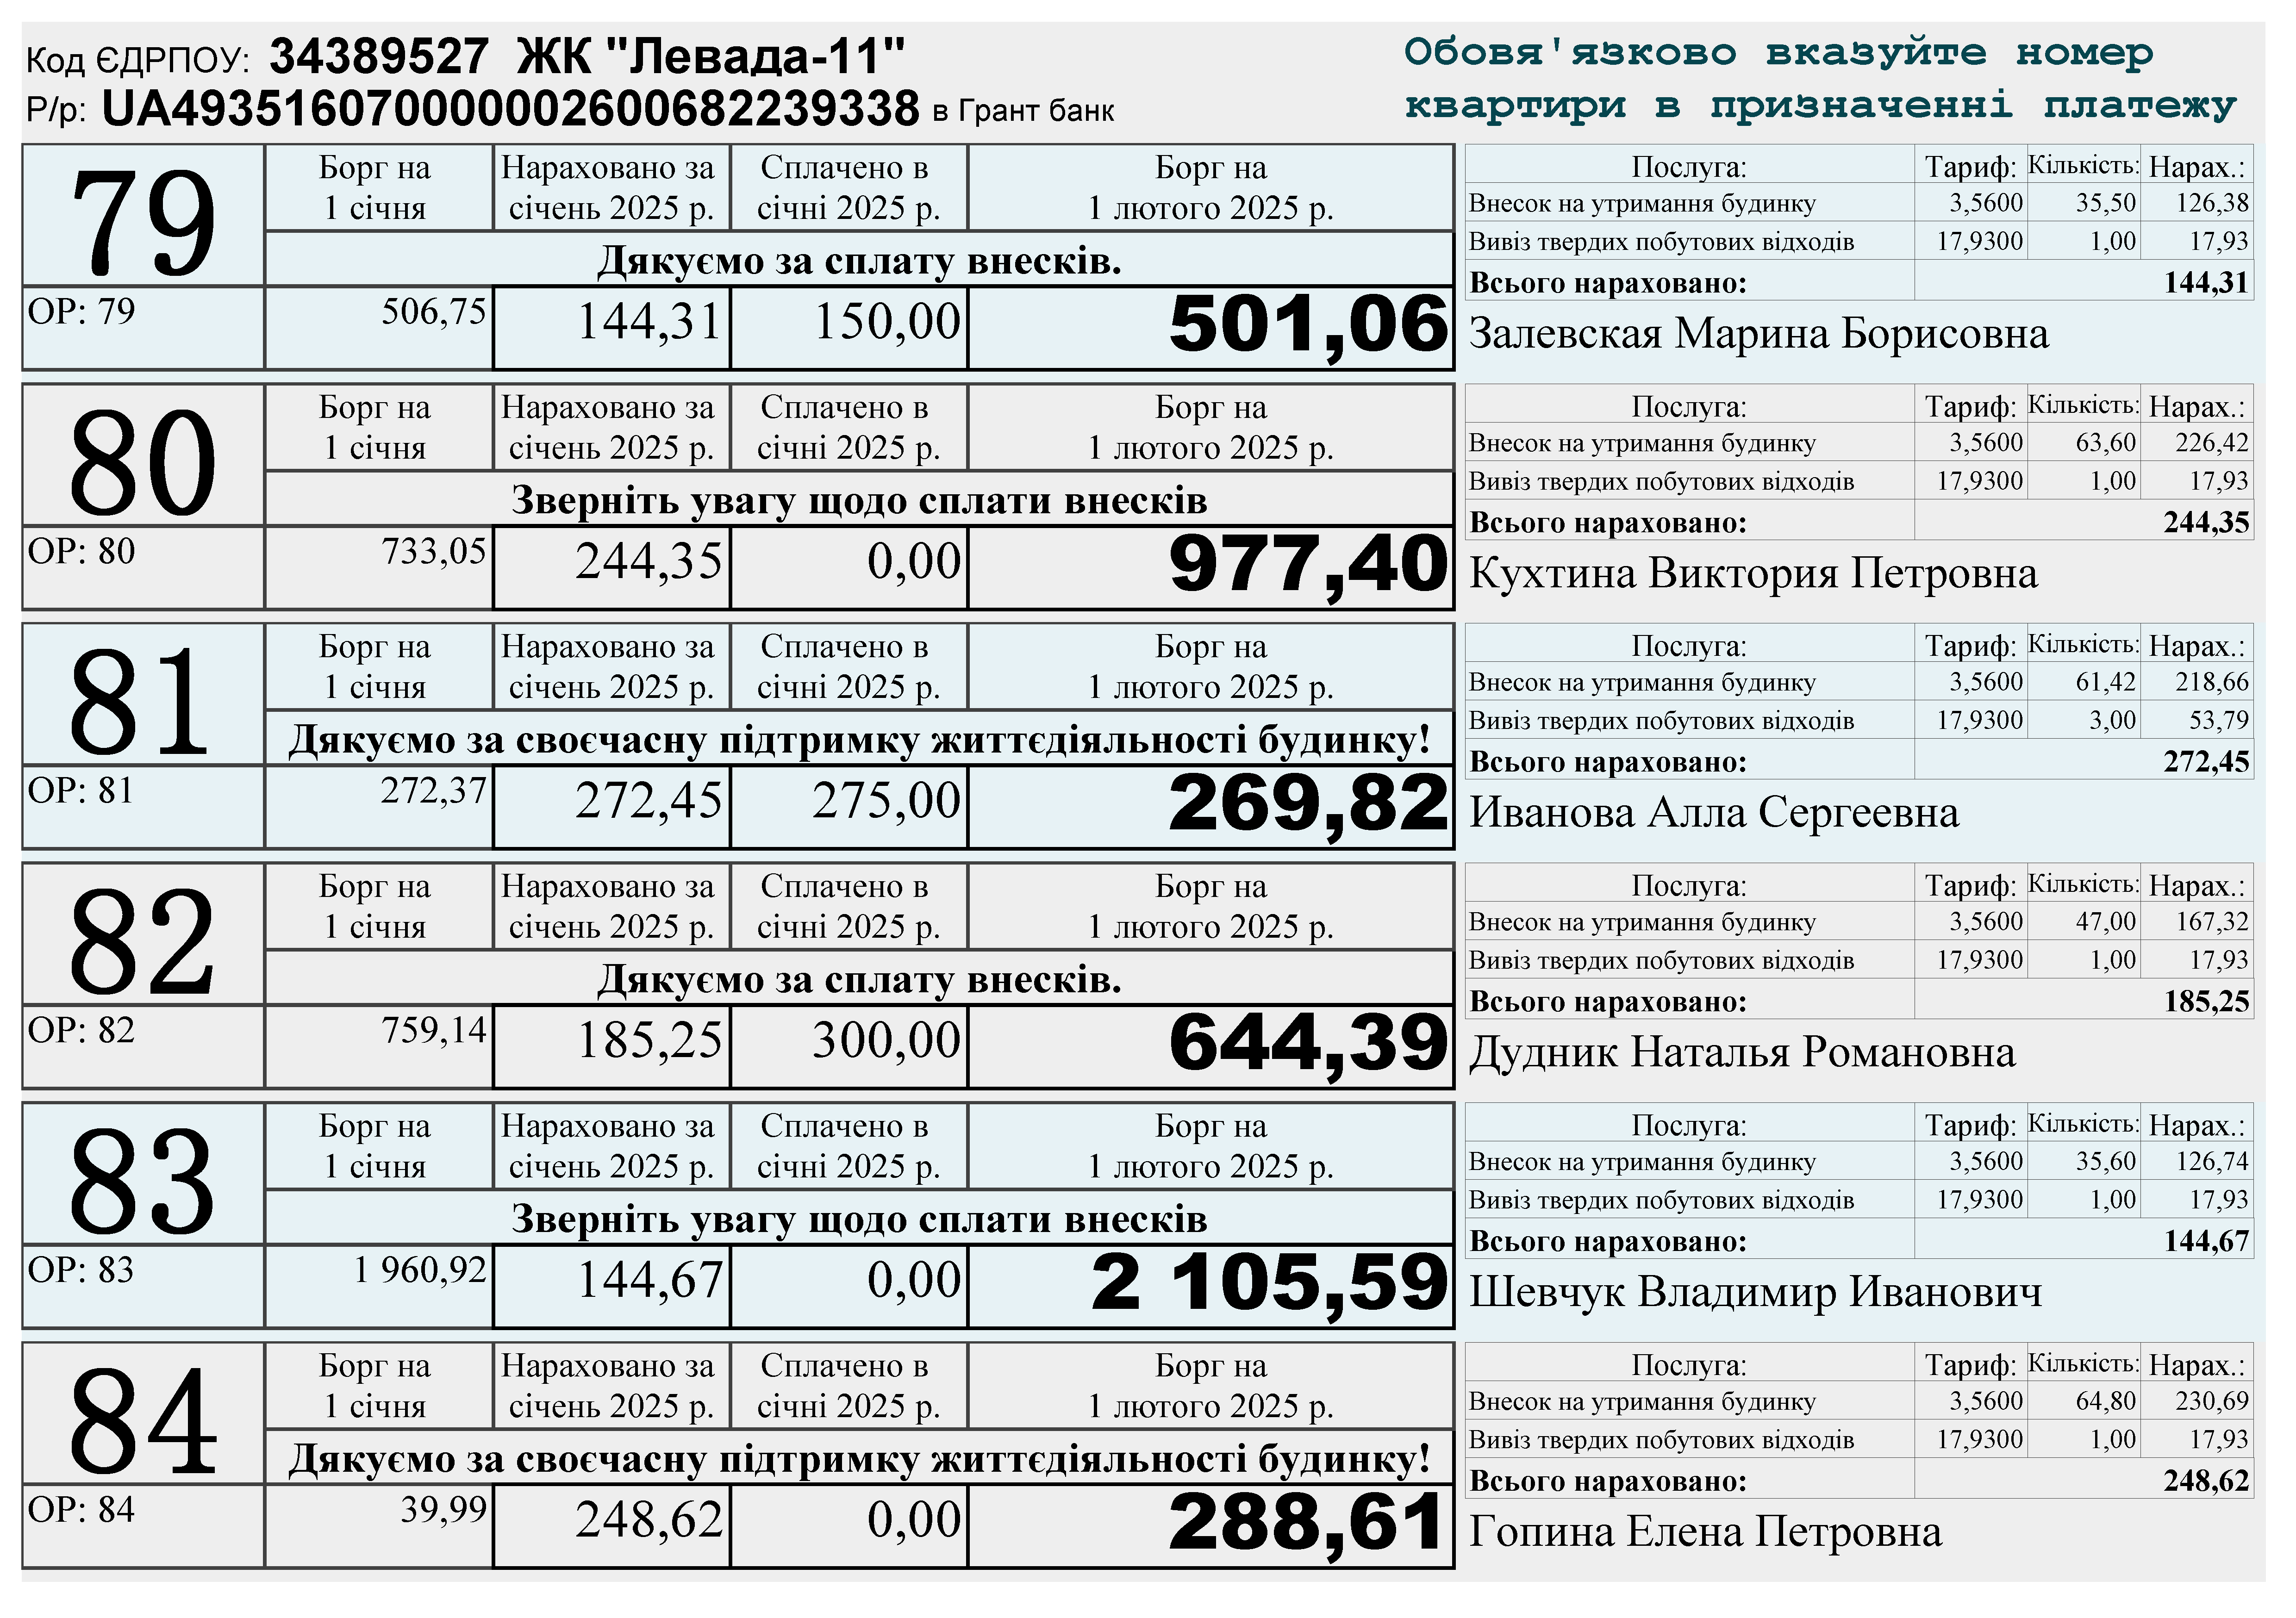 Код ЄДРПОУ: 34389527 ЖК "Левада-11"
Р/р: UA493516070000002600682239338 в Грант банк
Обовя'язково вказуйте номер
квартири в призначенні платежу
79
Борг на 1 січня
Нараховано за січень 2025 р.
Сплачено в січні 2025 р.
Борг на 1 лютого 2025 р.
Дякуємо за сплату внесків.
ОР: 79 506,75 144,31 150,00 501,06
Послуга: Тариф: Кількість: Нарах.:
Внесок на утримання будинку 3,5600 35,50 126,38
Вивіз твердих побутових відходів 17,9300 1,00 17,93
Всього нараховано: 144,31
Залевская Марина Борисовна
80
Борг на 1 січня
Нараховано за січень 2025 р.
Сплачено в січні 2025 р.
Борг на 1 лютого 2025 р.
Зверніть увагу щодо сплати внесків
ОР: 80 733,05 244,35 0,00 977,40
Послуга: Тариф: Кількість: Нарах.:
Внесок на утримання будинку 3,5600 63,60 226,42
Вивіз твердих побутових відходів 17,9300 1,00 17,93
Всього нараховано: 244,35
Кухтина Виктория Петровна
81
Борг на 1 січня
Нараховано за січень 2025 р.
Сплачено в січні 2025 р.
Борг на 1 лютого 2025 р.
Дякуємо за своєчасну підтримку життєдіяльності будинку!
ОР: 81 272,37 272,45 275,00 269,82
Послуга: Тариф: Кількість: Нарах.:
Внесок на утримання будинку 3,5600 61,42 218,66
Вивіз твердих побутових відходів 17,9300 3,00 53,79
Всього нараховано: 272,45
Иванова Алла Сергеевна
82
Борг на 1 січня
Нараховано за січень 2025 р.
Сплачено в січні 2025 р.
Борг на 1 лютого 2025 р.
Дякуємо за сплату внесків.
ОР: 82 759,14 185,25 300,00 644,39
Послуга: Тариф: Кількість: Нарах.:
Внесок на утримання будинку 3,5600 47,00 167,32
Вивіз твердих побутових відходів 17,9300 1,00 17,93
Всього нараховано: 185,25
Дудник Наталья Романовна
83
Борг на 1 січня
Нараховано за січень 2025 р.
Сплачено в січні 2025 р.
Борг на 1 лютого 2025 р.
Зверніть увагу щодо сплати внесків
ОР: 83 1 960,92 144,67 0,00 2 105,59
Послуга: Тариф: Кількість: Нарах.:
Внесок на утримання будинку 3,5600 35,60 126,74
Вивіз твердих побутових відходів 17,9300 1,00 17,93
Всього нараховано: 144,67
Шевчук Владимир Иванович
84
Борг на 1 січня
Нараховано за січень 2025 р.
Сплачено в січні 2025 р.
Борг на 1 лютого 2025 р.
Дякуємо за своєчасну підтримку життєдіяльності будинку!
ОР: 84 39,99 248,62 0,00 288,61
Послуга: Тариф: Кількість: Нарах.:
Внесок на утримання будинку 3,5600 64,80 230,69
Вивіз твердих побутових відходів 17,9300 1,00 17,93
Всього нараховано: 248,62
Гопина Елена Петровна